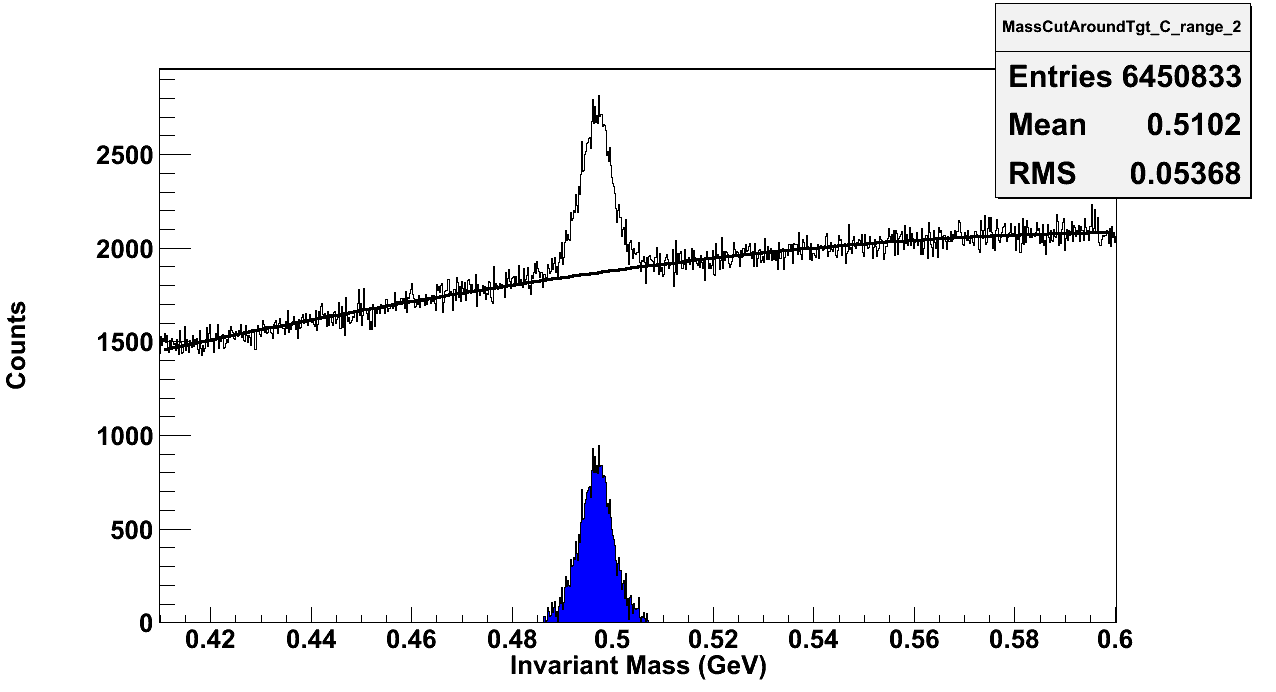 MassCutAroundTgt_C_range_2
Entries 6450833
Mean 0.5102
RMS 0.05368
2500
2000
1500
1000
500
0
Counts
0.42 0.44 0.46 0.48 0.5 0.52 0.54 0.56 0.58 0.6
Invariant Mass (GeV)